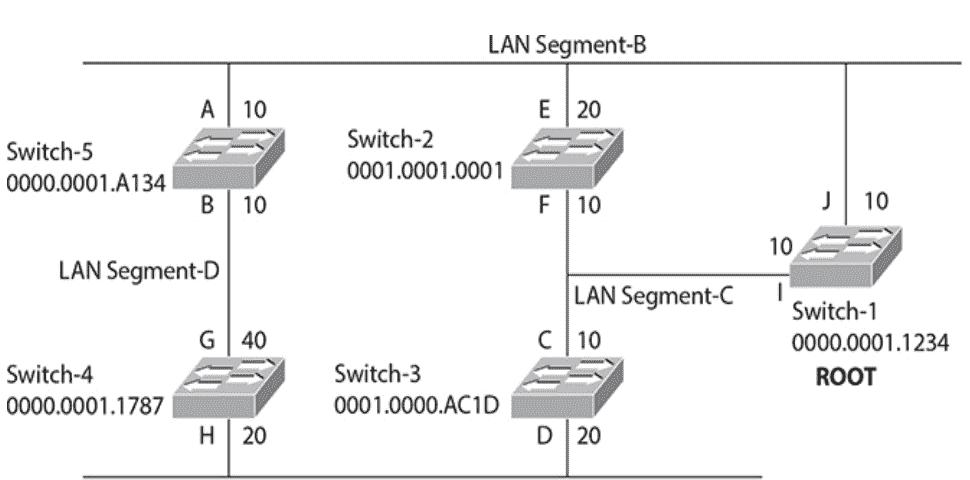 LAN Segment-B
A 10
E 20
Switch-5
0000.0001.A134
Switch-2
0001.0001.0001
B 10
F 10
J 10
10
I
LAN Segment-D
LAN Segment-C
Switch-1
0000.0001.1234
ROOT
G 40
C 10
Switch-4
0000.0001.1787
Switch-3
0001.0000.AC1D
H 20
D 20